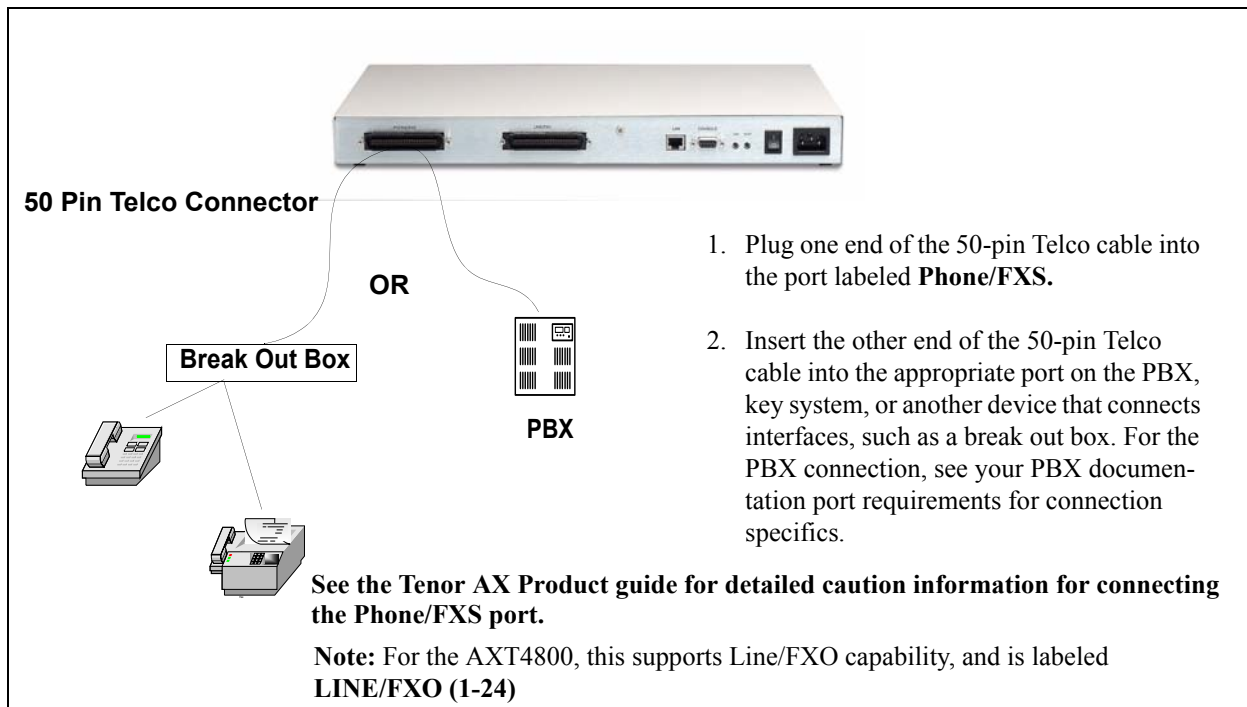 50 Pin Telco Connector
OR
Break Out Box
PBX
1. Plug one end of the 50-pin Telco cable into
the port labeled Phone/FXS.
2. Insert the other end of the 50-pin Telco
cable into the appropriate port on the PBX,
key system, or another device that connects
interfaces, such as a break out box. For the
PBX connection, see your PBX documen-
tation port requirements for connection
specifics.
See the Tenor AX Product guide for detailed caution information for connecting
the Phone/FXS port.
Note: For the AXT4800, this supports Line/FXO capability, and is labeled
LINE/FXO (1-24)